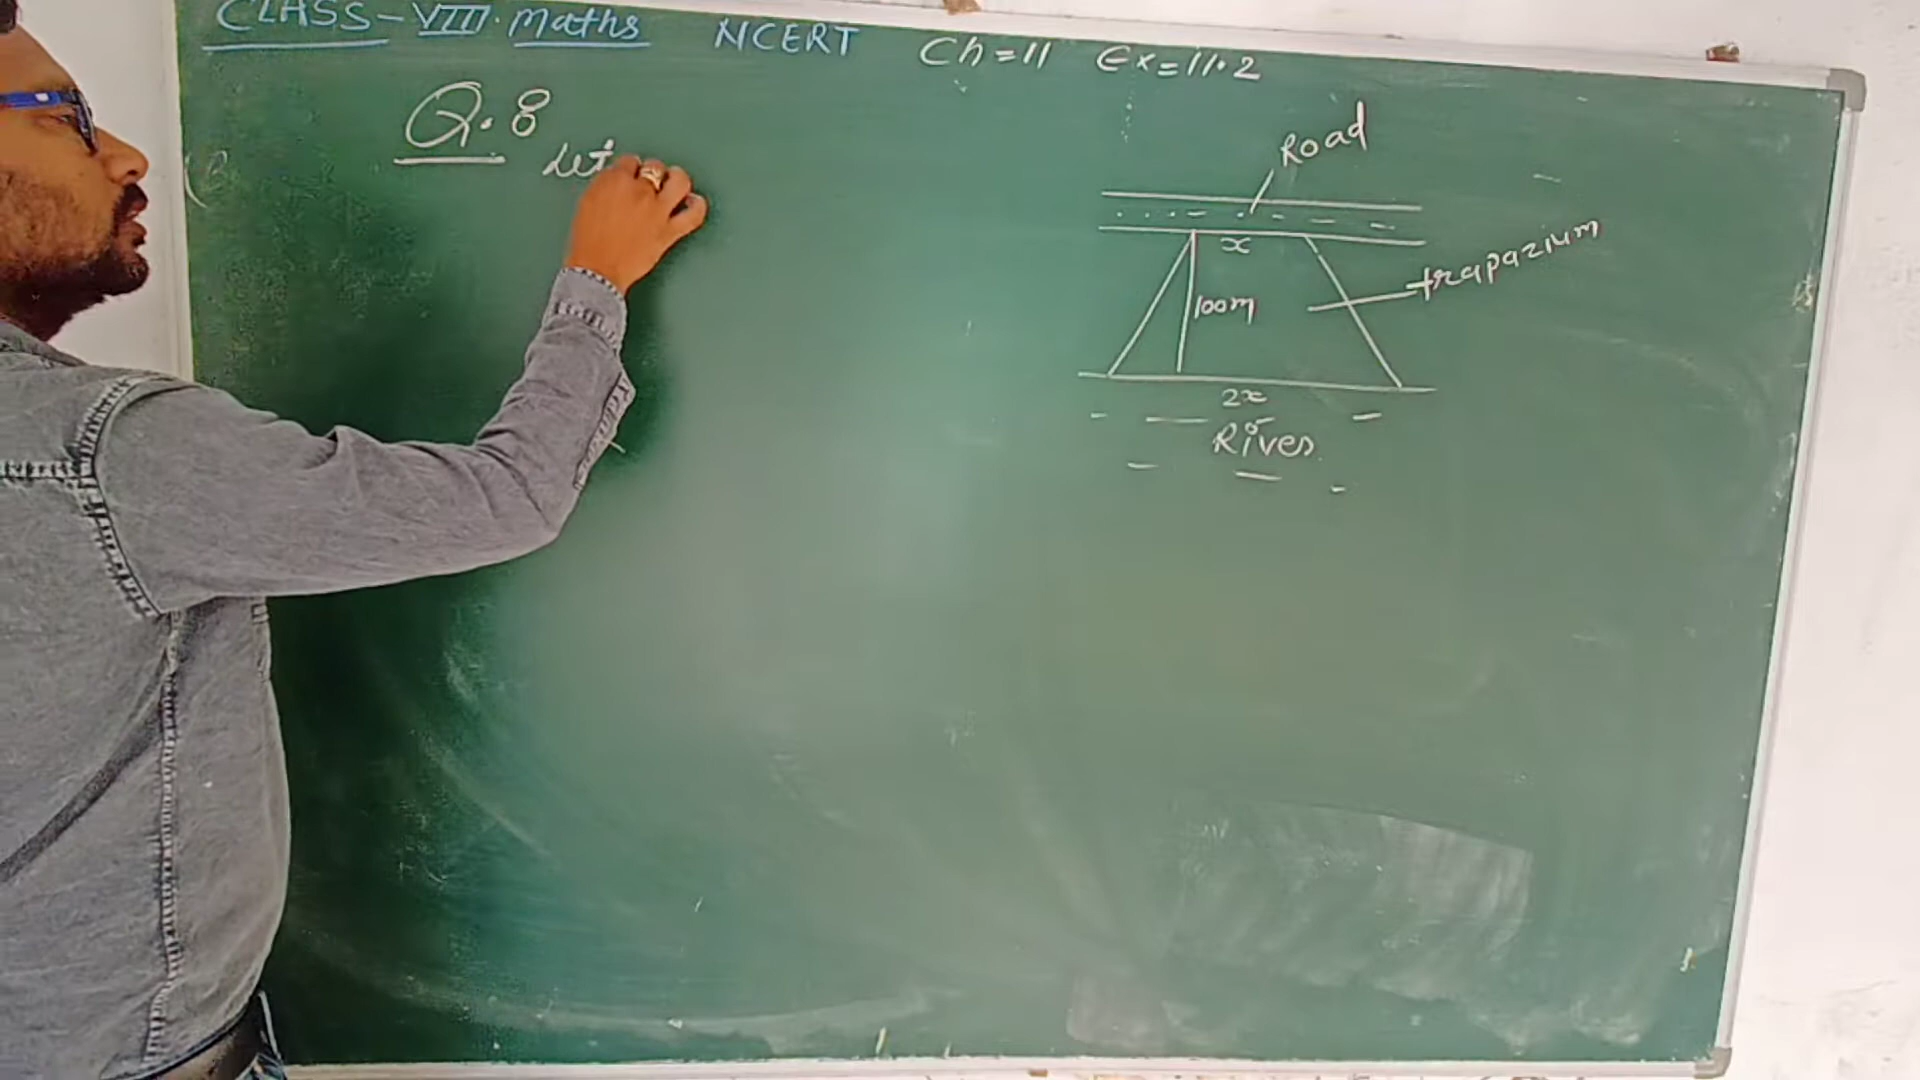 CLASS-VIII. Maths NCERT Ch=11 Ex=11.2
Q.8
Let
Road
x
trapazium
100m
2x
River